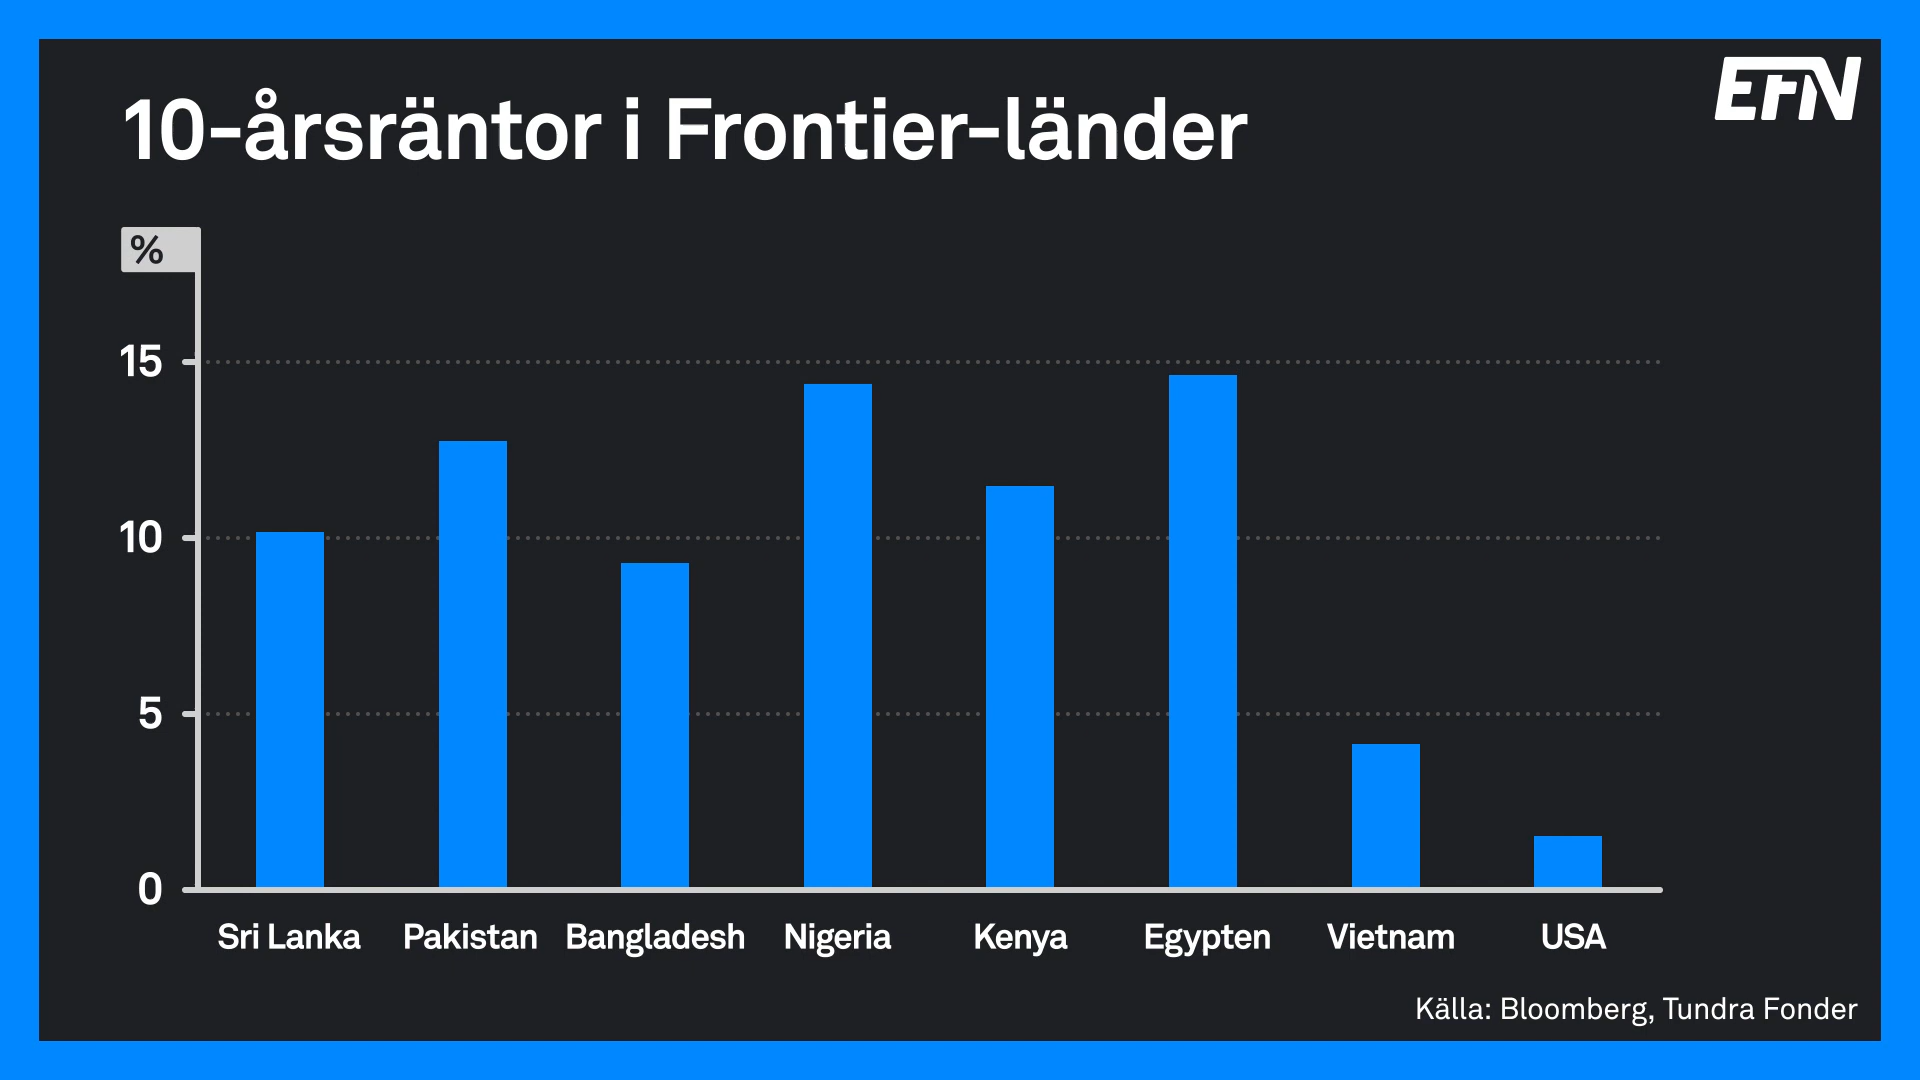 EFN
10-årsräntor i Frontier-länder
%
15
10
5
0
Sri Lanka Pakistan Bangladesh Nigeria Kenya Egypten Vietnam USA
Källa: Bloomberg, Tundra Fonder